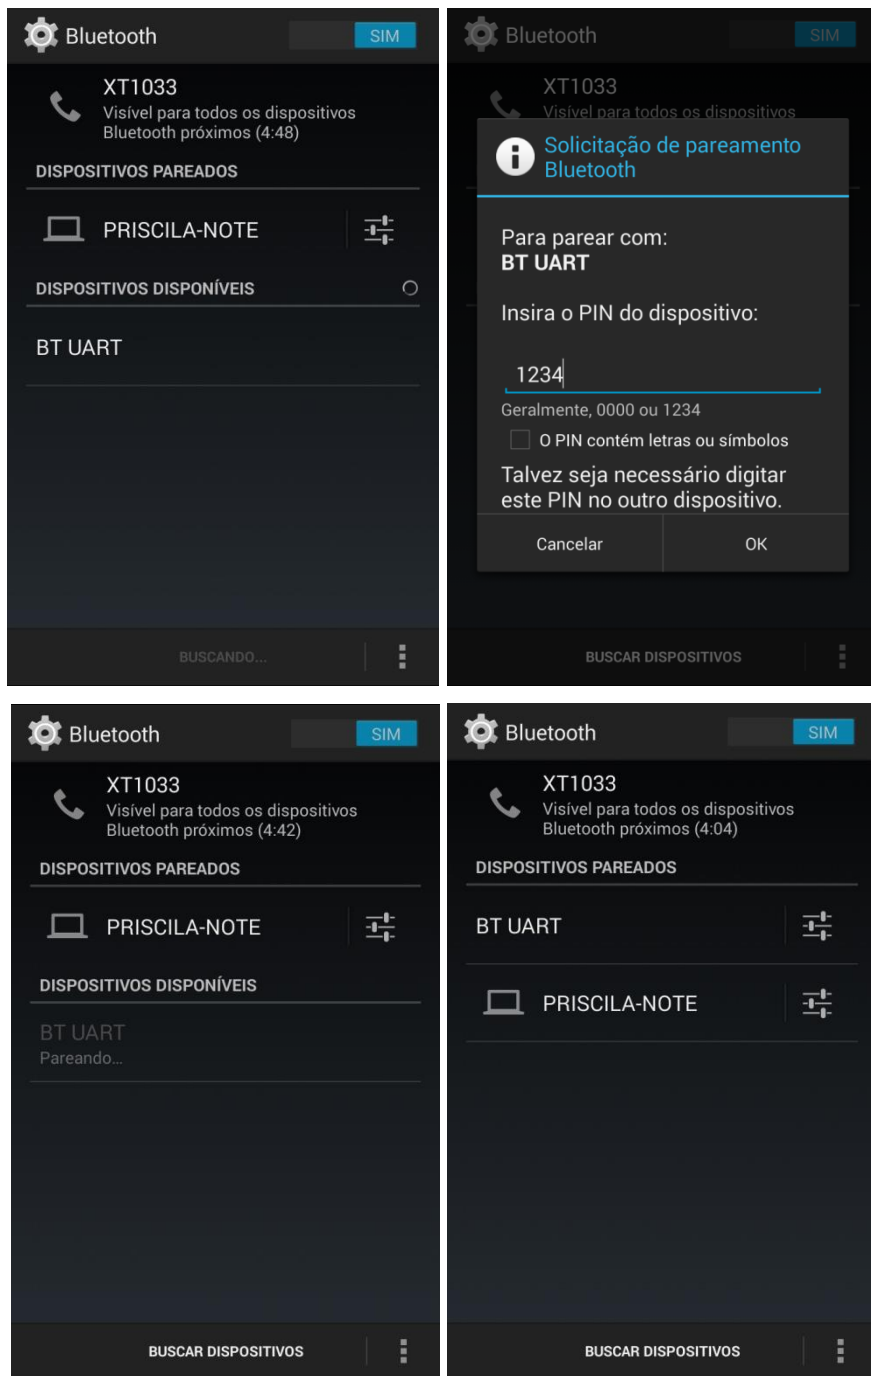 Bluetooth
SIM
XT1033
Visível para todos os dispositivos
Bluetooth próximos (4:48)
DISPOSITIVOS PAREADOS
PRISCILA-NOTE
DISPOSITIVOS DISPONÍVEIS
BT UART
BUSCANDO...
Bluetooth
SIM
XT1033
Visível para todos os dispositivos
Solicitação de pareamento
Bluetooth
Para parear com:
BT UART
Insira o PIN do dispositivo:
1234
Geralmente, 0000 ou 1234
O PIN contém letras ou símbolos
Talvez seja necessário digitar
este PIN no outro dispositivo.
Cancelar
OK
BUSCAR DISPOSITIVOS
Bluetooth
SIM
XT1033
Visível para todos os dispositivos
Bluetooth próximos (4:42)
DISPOSITIVOS PAREADOS
PRISCILA-NOTE
DISPOSITIVOS DISPONÍVEIS
BT UART
Pareando...
BUSCAR DISPOSITIVOS
Bluetooth
SIM
XT1033
Visível para todos os dispositivos
Bluetooth próximos (4:04)
DISPOSITIVOS PAREADOS
BT UART
PRISCILA-NOTE
BUSCAR DISPOSITIVOS